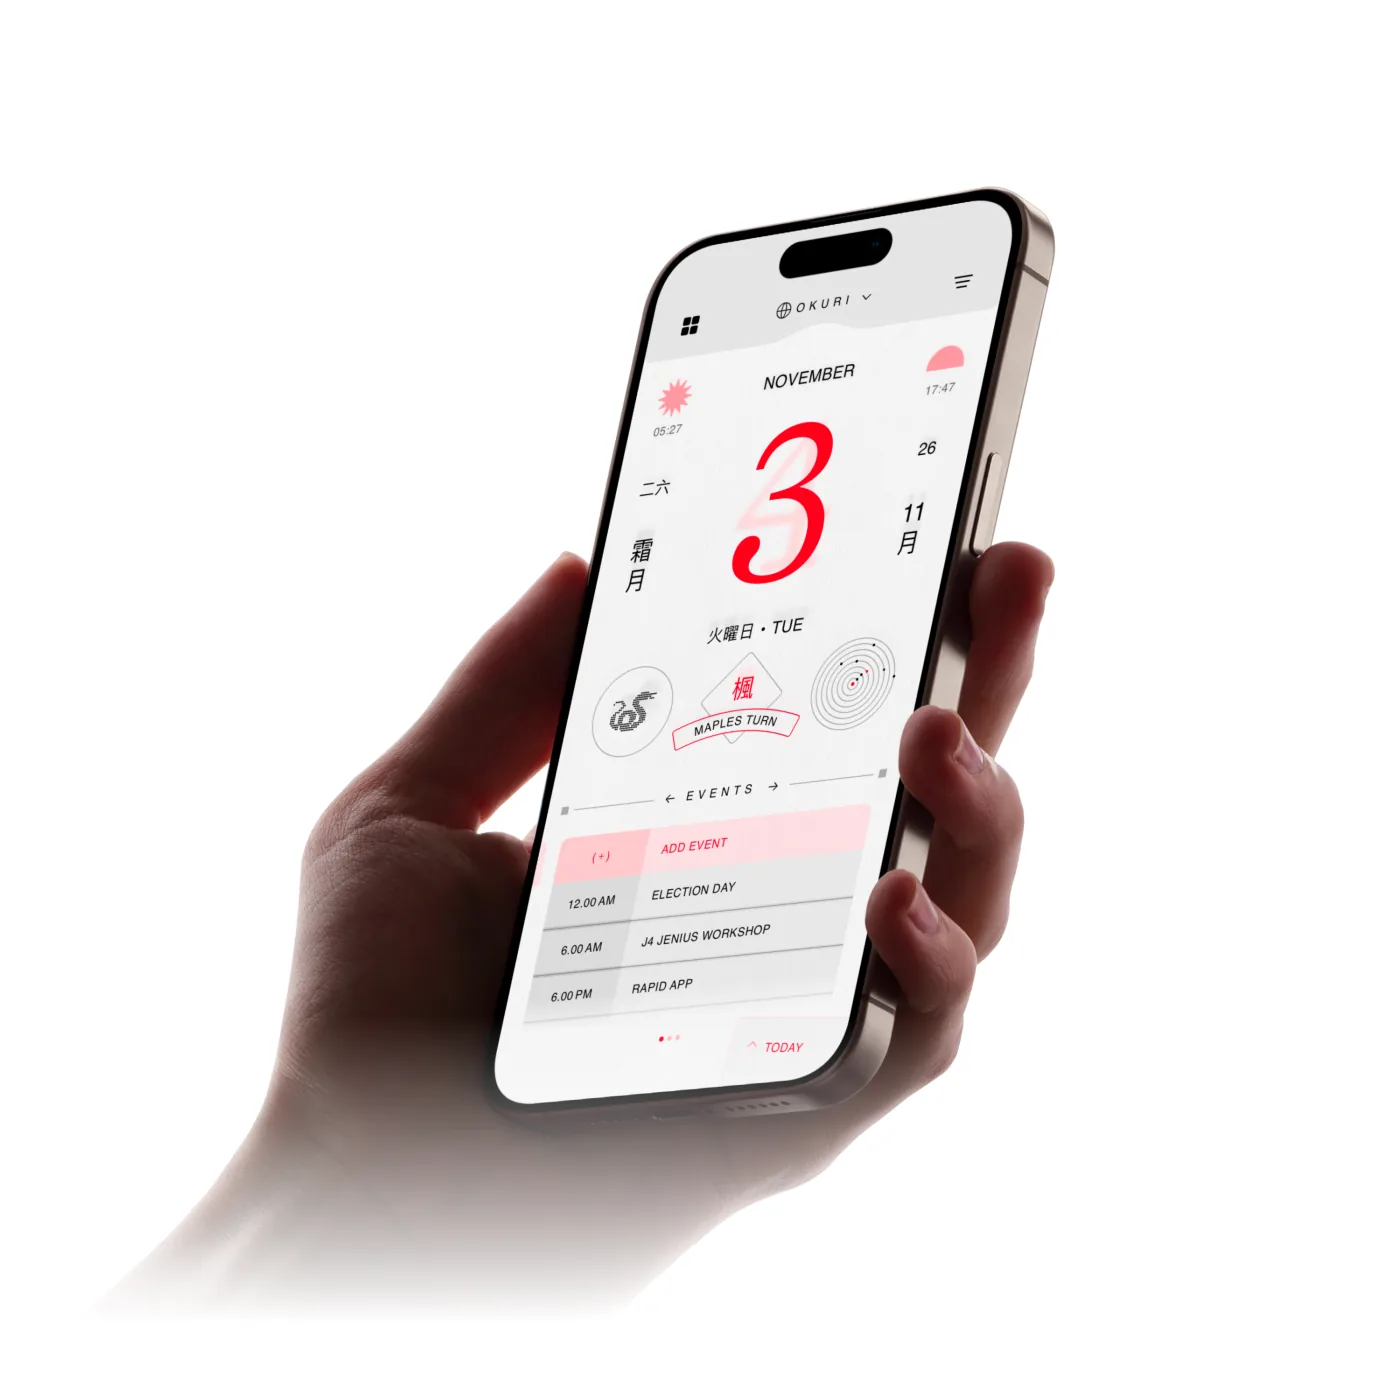 OKURI
NOVEMBER
05:27
17:47
3
26
二六
11
月
霜
月
火曜日・TUE
楓
MAPLES TURN
← EVENTS →
(+) ADD EVENT
12.00 AM ELECTION DAY
6.00 AM J4 JENIUS WORKSHOP
6.00 PM RAPID APP
TODAY